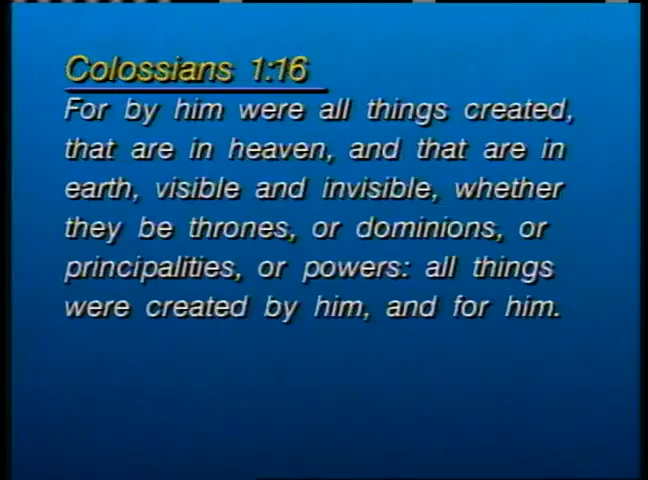 Colossians 1:16
For by him were all things created,
that are in heaven, and that are in
earth, visible and invisible, whether
they be thrones, or dominions, or
principalities, or powers: all things
were created by him, and for him.